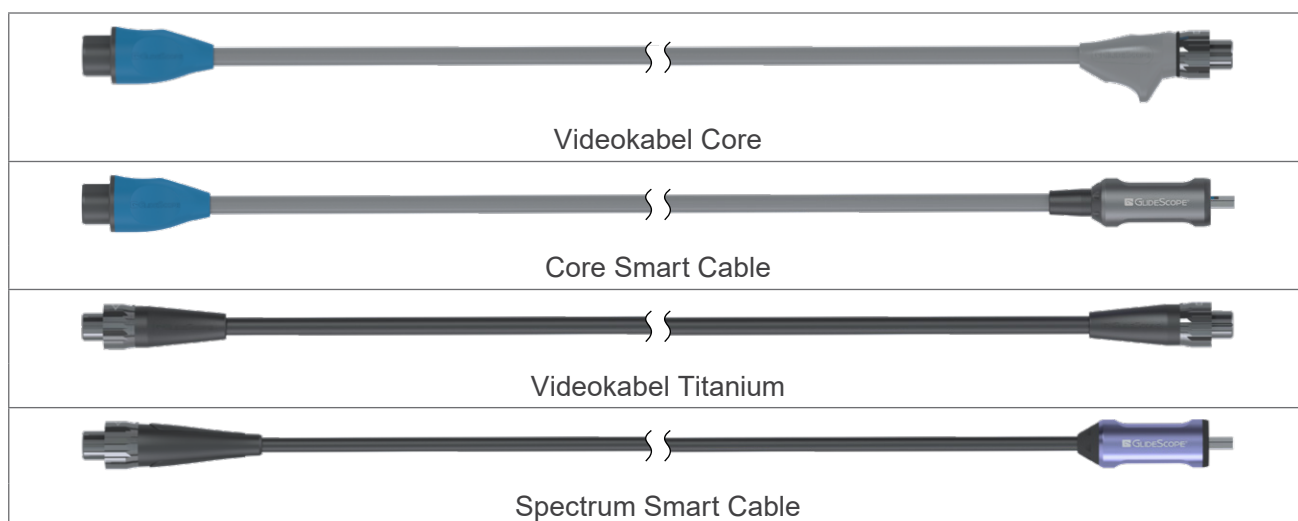 Videokabel Core
GLIDESCOPE®
Core Smart Cable
Videokabel Titanium
GLIDESCOPE®
Spectrum Smart Cable